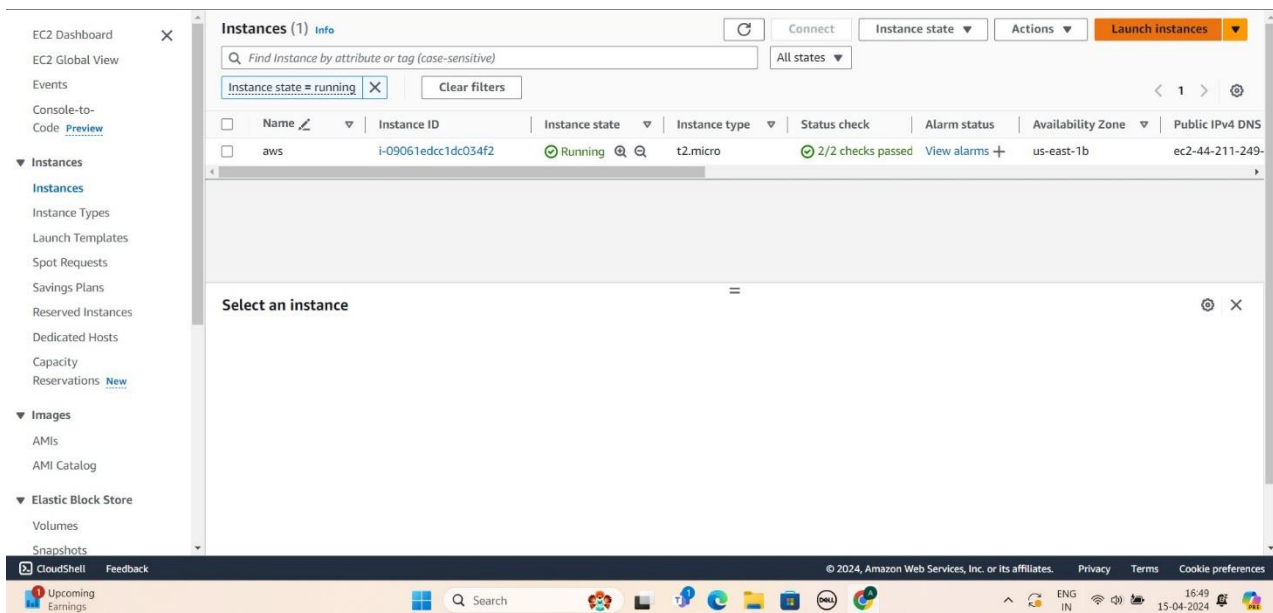 EC2 Dashboard
EC2 Global View
Events
Console-to-
Code Preview
Instances
Instances
Instance Types
Launch Templates
Spot Requests
Savings Plans
Reserved Instances
Dedicated Hosts
Capacity
Reservations New
Images
AMIs
AMI Catalog
Elastic Block Store
Volumes
Snapshots
Instances (1) Info
Connect
Instance state
Actions
Launch instances
Find Instance by attribute or tag (case-sensitive)
All states
Instance state = running
Clear filters
1
Name Instance ID Instance state Instance type Status check Alarm status Availability Zone Public IPv4 DNS
aws i-09061edcc1dc034f2 Running t2.micro 2/2 checks passed View alarms + us-east-1b ec2-44-211-249-
Select an instance
CloudShell Feedback © 2024, Amazon Web Services, Inc. or its affiliates. Privacy Terms Cookie preferences
1
Upcoming
Earnings
Search
DELL
ENG
IN
16:49
15-04-2024
PRE